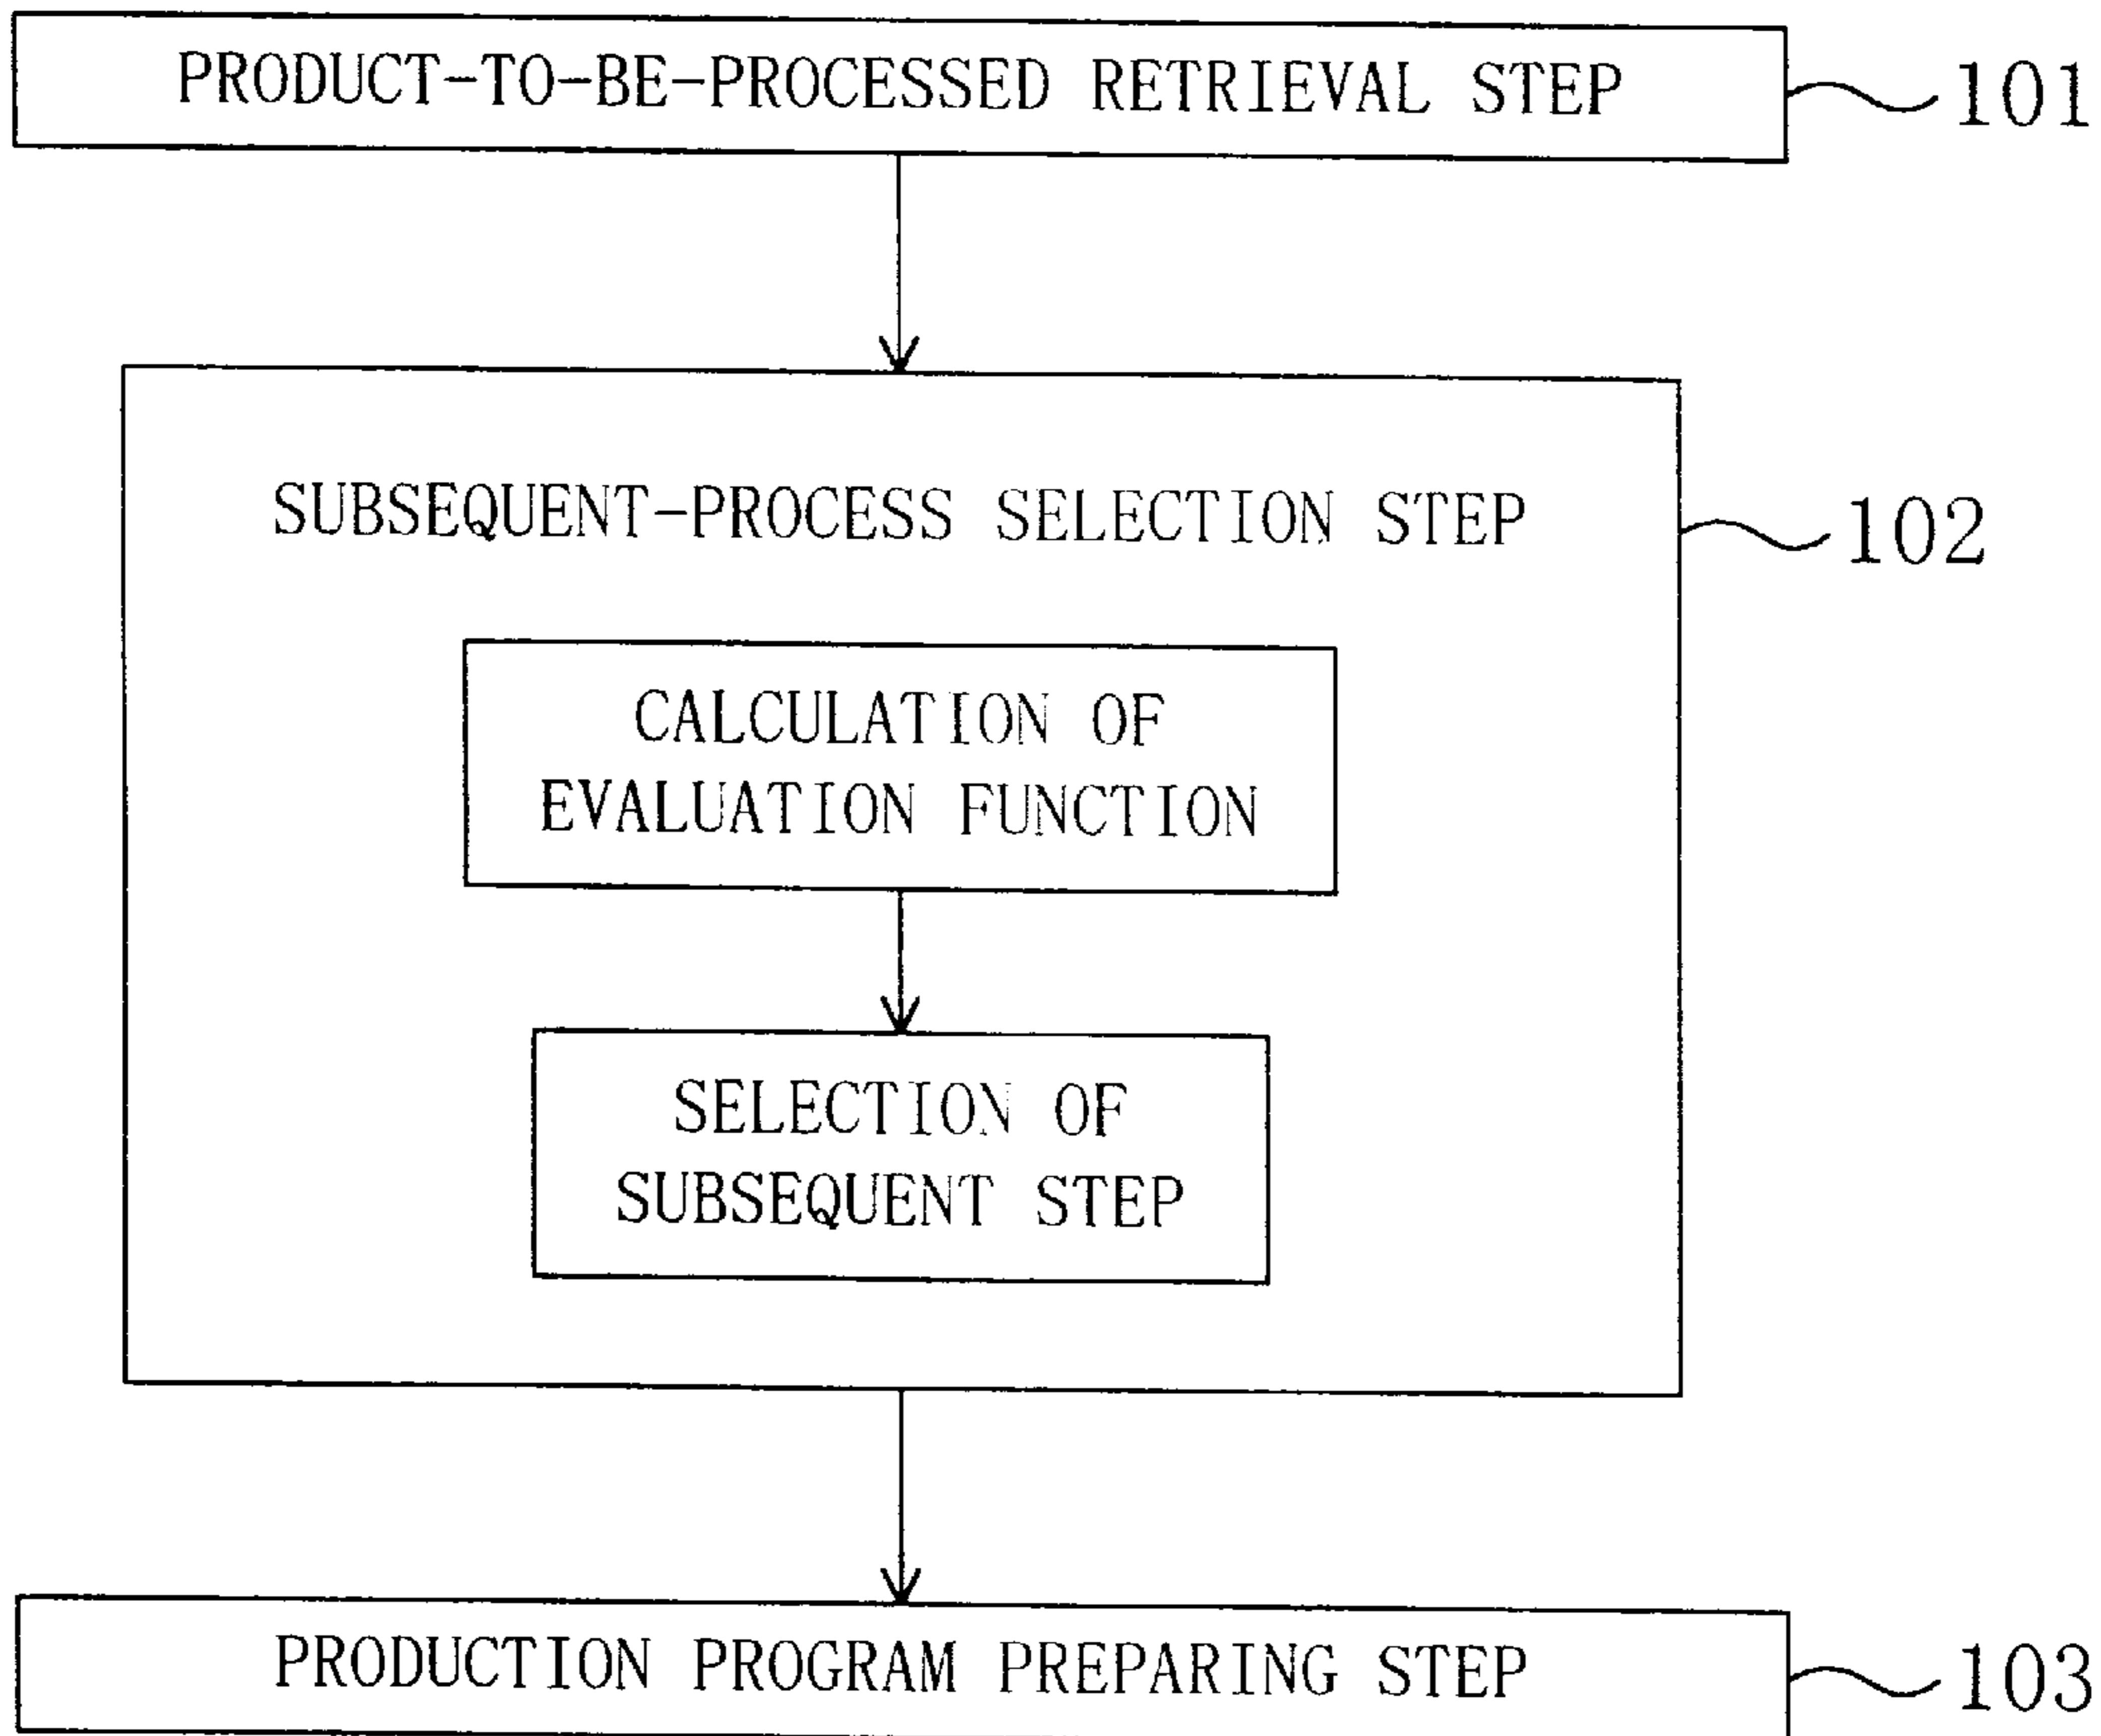 PRODUCT-TO-BE-PROCESSED RETRIEVAL STEP 101
SUBSEQUENT-PROCESS SELECTION STEP 102
CALCULATION OF
EVALUATION FUNCTION
SELECTION OF
SUBSEQUENT STEP
PRODUCTION PROGRAM PREPARING STEP 103